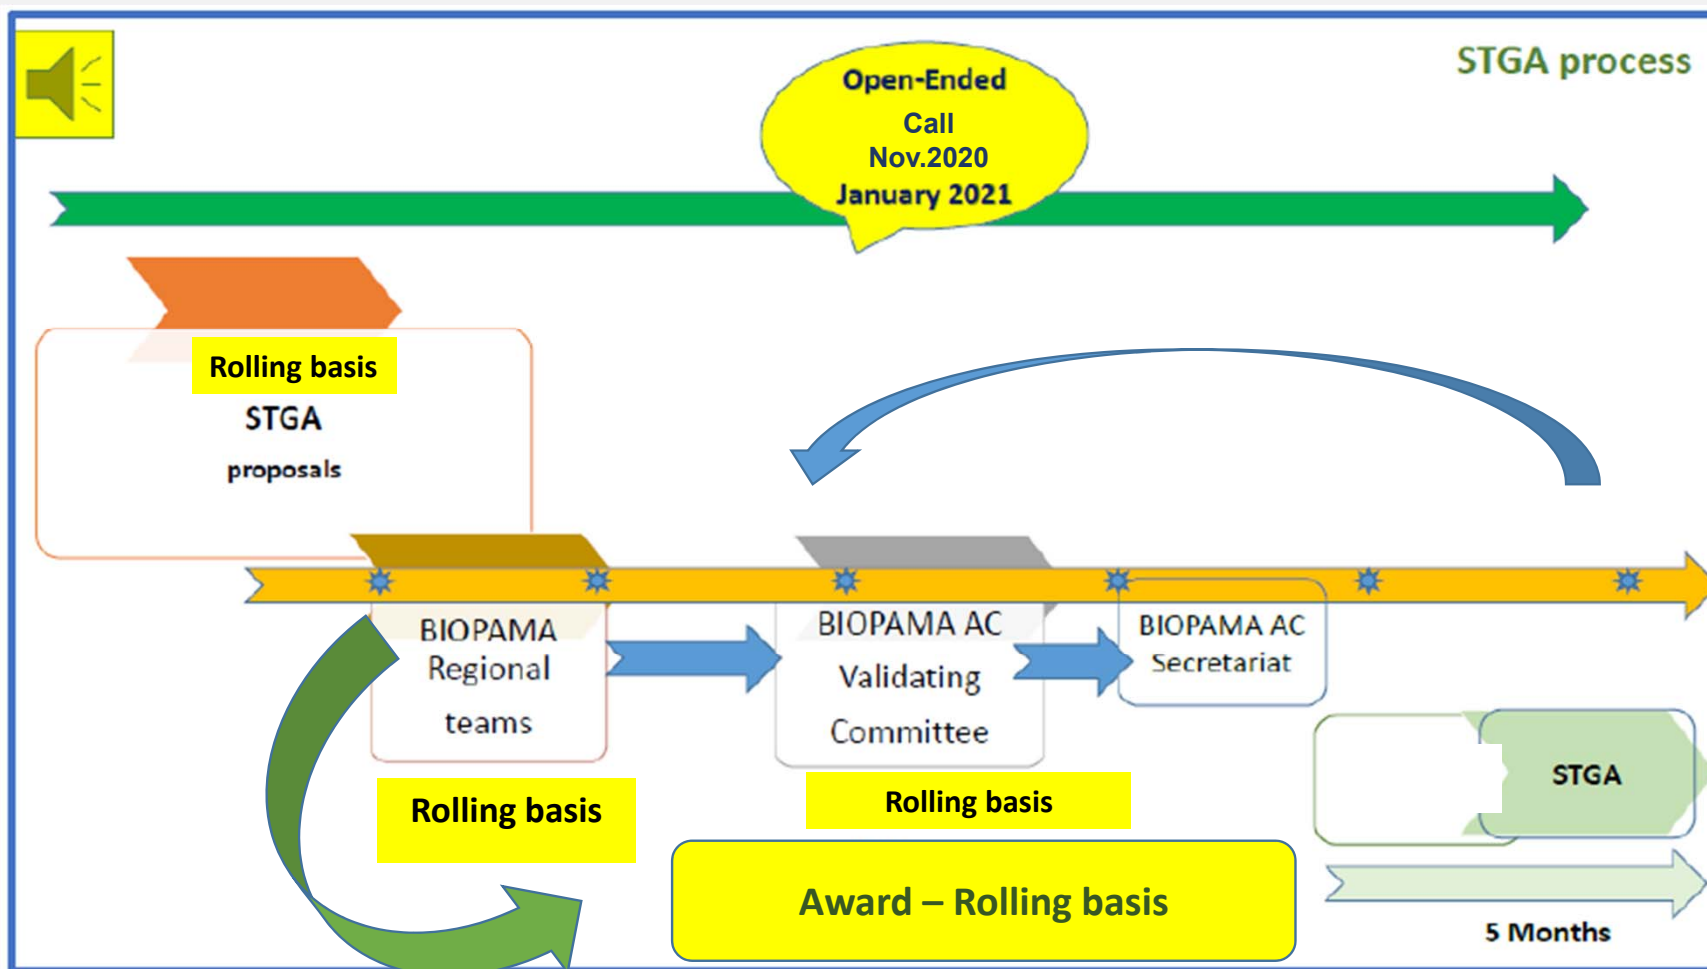 STGA process
Open-Ended
Call
Nov.2020
January 2021
Rolling basis
STGA
proposals
BIOPAMA
Regional
teams
BIOPAMA AC
Validating
Committee
BIOPAMA AC
Secretariat
Rolling basis
Rolling basis
STGA
Award – Rolling basis
5 Months